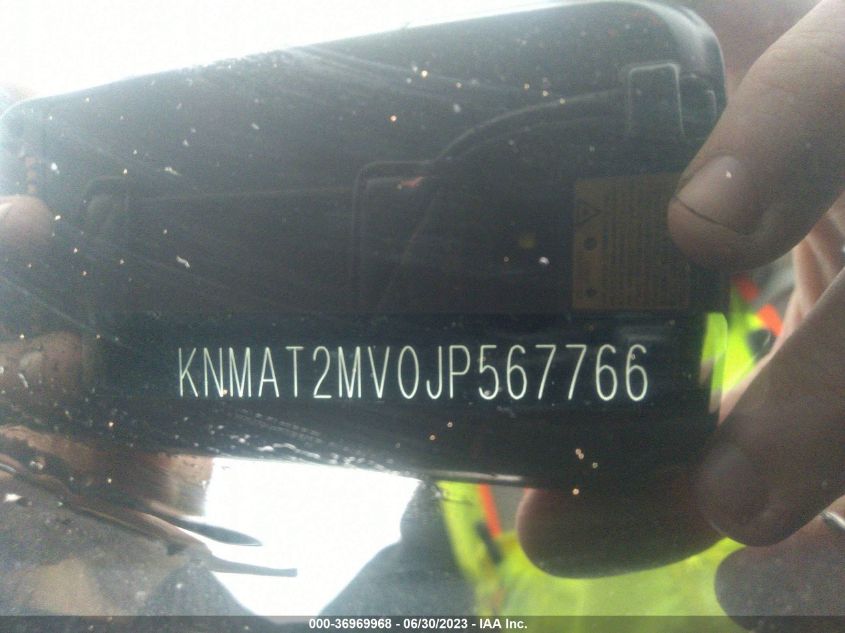 KNMAT2MV0JP567766
000-36969968 - 06/30/2023 - IAA Inc.